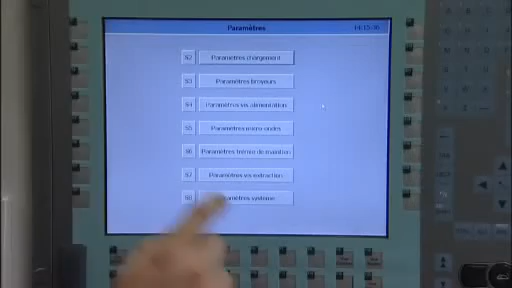 Paramètres 14:15:36
S2 Paramètres chargement
S3 Paramètres broyeurs
S4 Paramètres vis alimentation
S5 Paramètres micro-ondes
S6 Paramètres trémie de maintien
S7 Paramètres vis extraction
S8 Paramètres système